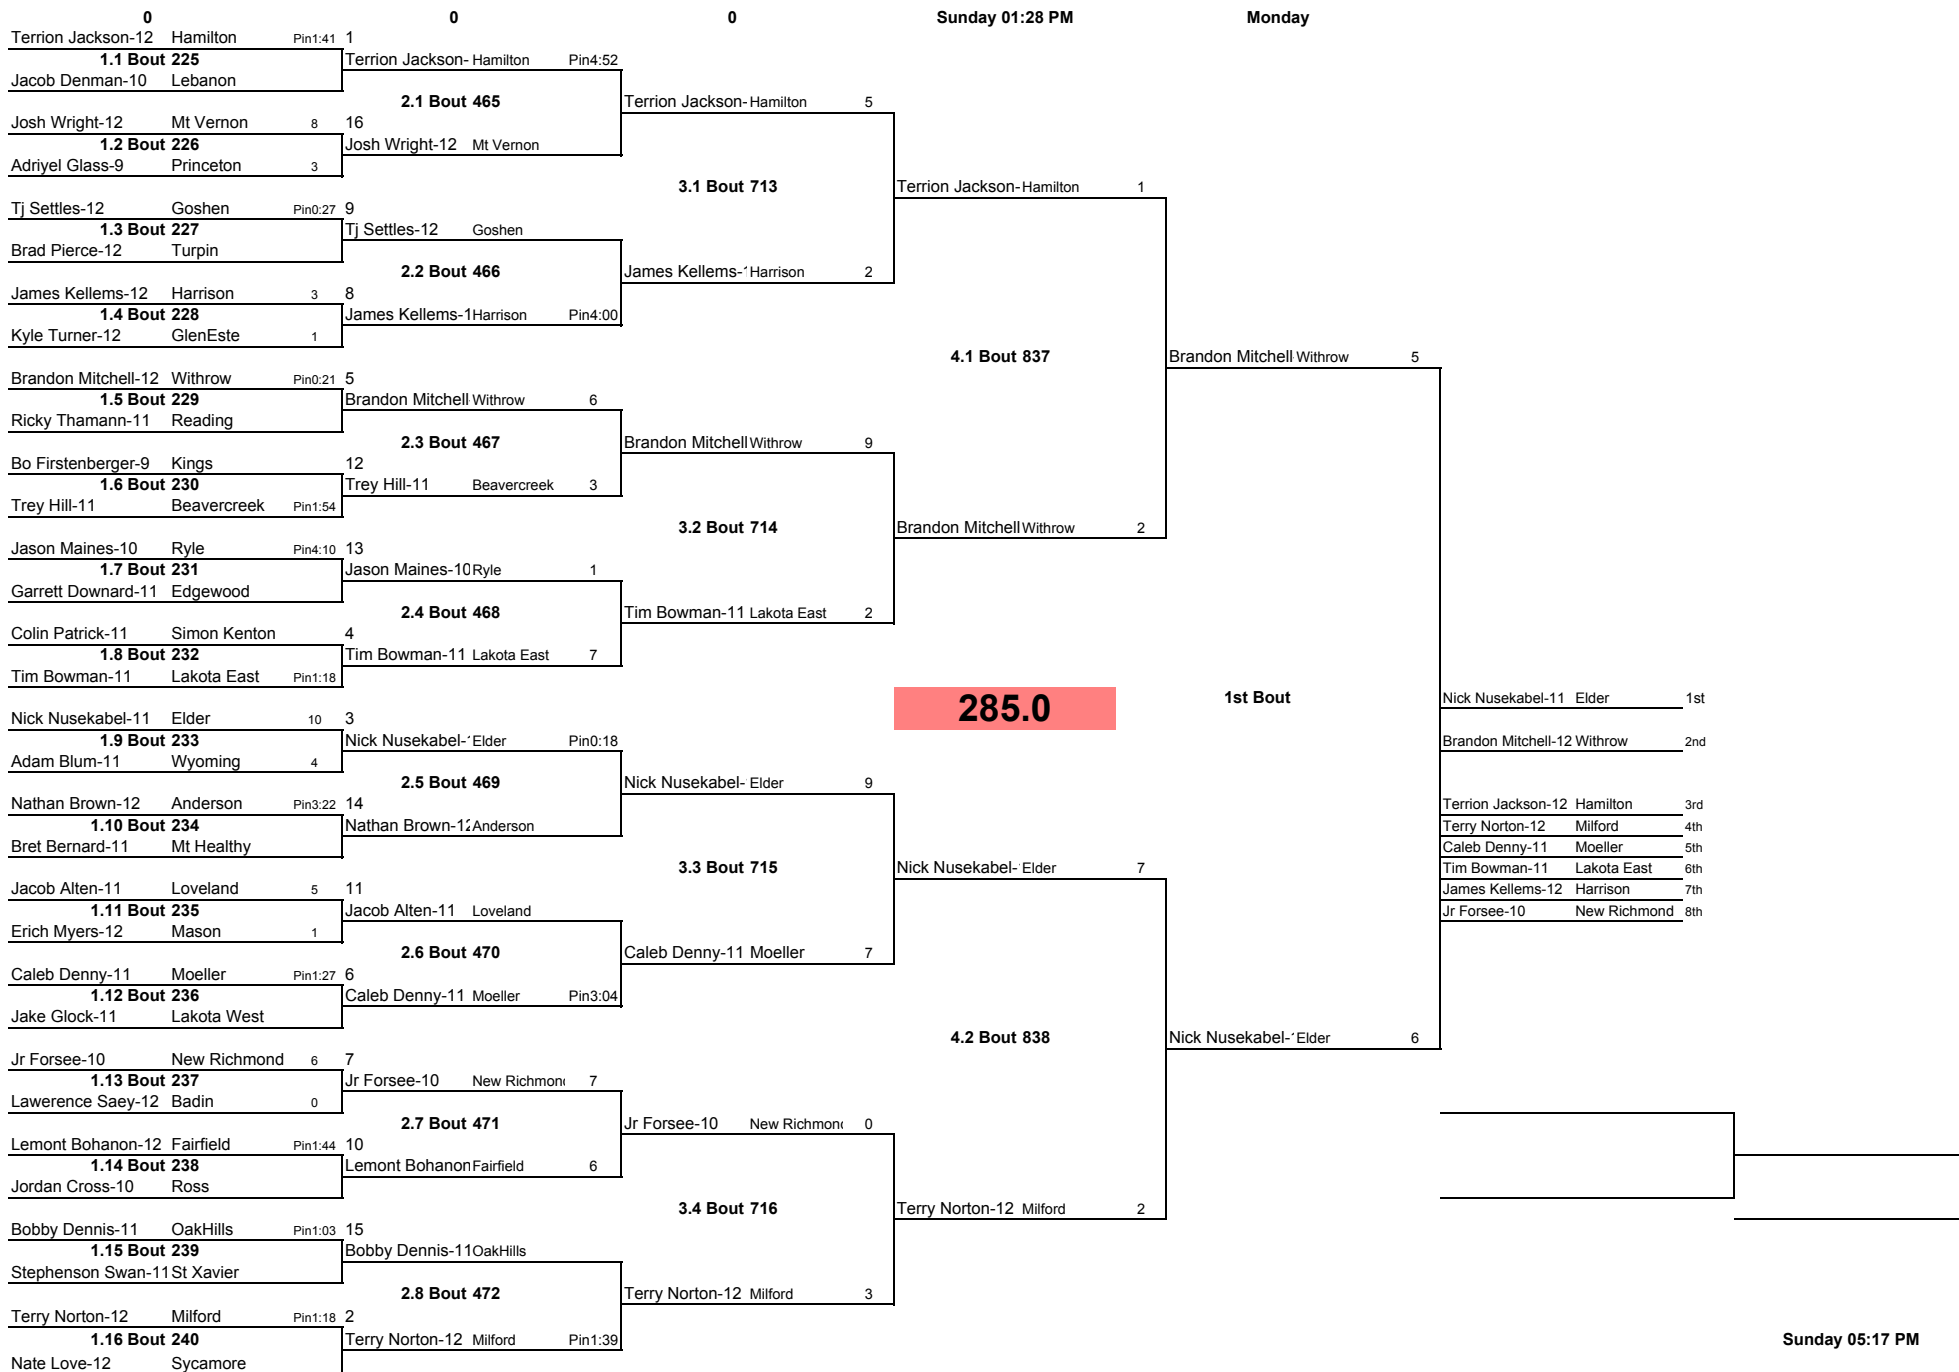 0 0 0 Sunday 01:28 PM Monday
Terrion Jackson-12 Hamilton Pin1:41 1
1.1 Bout 225 Terrion Jackson- Hamilton Pin4:52
Jacob Denman-10 Lebanon
2.1 Bout 465 Terrion Jackson- Hamilton 5
Josh Wright-12 Mt Vernon 8 16
1.2 Bout 226 Josh Wright-12 Mt Vernon
Adriyel Glass-9 Princeton 3
3.1 Bout 713 Terrion Jackson- Hamilton 1
Tj Settles-12 Goshen Pin0:27 9
1.3 Bout 227 Tj Settles-12 Goshen
Brad Pierce-12 Turpin
2.2 Bout 466 James Kellems-1 Harrison 2
James Kellems-12 Harrison 3 8
1.4 Bout 228 James Kellems-1 Harrison Pin4:00
Kyle Turner-12 GlenEste 1
4.1 Bout 837 Brandon Mitchell Withrow 5
Brandon Mitchell-12 Withrow Pin0:21 5
1.5 Bout 229 Brandon Mitchell Withrow 6
Ricky Thamann-11 Reading
2.3 Bout 467 Brandon Mitchell Withrow 9
Bo Firstenberger-9 Kings 12
1.6 Bout 230 Trey Hill-11 Beavercreek 3
Trey Hill-11 Beavercreek Pin1:54
3.2 Bout 714 Brandon Mitchell Withrow 2
Jason Maines-10 Ryle Pin4:10 13
1.7 Bout 231 Jason Maines-10 Ryle 1
Garrett Downard-11 Edgewood
2.4 Bout 468 Tim Bowman-11 Lakota East 2
Colin Patrick-11 Simon Kenton 4
1.8 Bout 232 Tim Bowman-11 Lakota East 7
Tim Bowman-11 Lakota East Pin1:18
285.0 1st Bout Nick Nusekabel-11 Elder 1st
Nick Nusekabel-11 Elder 10 3
1.9 Bout 233 Nick Nusekabel-1 Elder Pin0:18 Brandon Mitchell-12 Withrow 2nd
Adam Blum-11 Wyoming 4
2.5 Bout 469 Nick Nusekabel- Elder 9
Nathan Brown-12 Anderson Pin3:22 14 Terrion Jackson-12 Hamilton 3rd
1.10 Bout 234 Nathan Brown-12 Anderson Terry Norton-12 Milford 4th
Bret Bernard-11 Mt Healthy Caleb Denny-11 Moeller 5th
3.3 Bout 715 Nick Nusekabel- Elder 7 Tim Bowman-11 Lakota East 6th
Jacob Alten-11 Loveland 5 11 James Kellems-12 Harrison 7th
1.11 Bout 235 Jacob Alten-11 Loveland Jr Forsee-10 New Richmond 8th
Erich Myers-12 Mason 1
2.6 Bout 470 Caleb Denny-11 Moeller 7
Caleb Denny-11 Moeller Pin1:27 6
1.12 Bout 236 Caleb Denny-11 Moeller Pin3:04
Jake Glock-11 Lakota West
4.2 Bout 838 Nick Nusekabel-1 Elder 6
Jr Forsee-10 New Richmond 6 7
1.13 Bout 237 Jr Forsee-10 New Richmond 7
Lawerence Saey-12 Badin 0
2.7 Bout 471 Jr Forsee-10 New Richmond 0
Lemont Bohanon-12 Fairfield Pin1:44 10
1.14 Bout 238 Lemont Bohanon Fairfield 6
Jordan Cross-10 Ross
3.4 Bout 716 Terry Norton-12 Milford 2
Bobby Dennis-11 OakHills Pin1:03 15
1.15 Bout 239 Bobby Dennis-11 OakHills
Stephenson Swan-11 St Xavier
2.8 Bout 472 Terry Norton-12 Milford 3
Terry Norton-12 Milford Pin1:18 2
1.16 Bout 240 Terry Norton-12 Milford Pin1:39 Sunday 05:17 PM
Nate Love-12 Sycamore